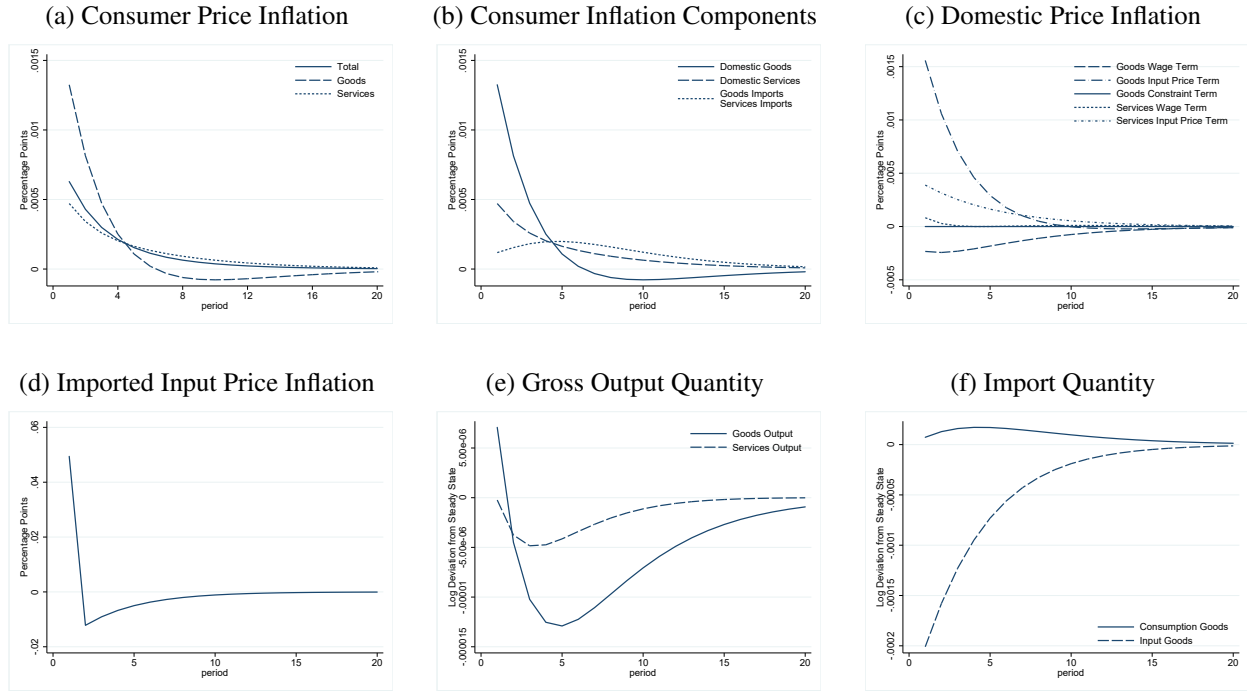 (a) Consumer Price Inflation
Percentage Points
.0015
.001
.0005
0
0 4 8 12 16 20
period
Total
Goods
Services
(b) Consumer Inflation Components
Percentage Points
.0015
.001
.0005
0
0 5 10 15 20
period
Domestic Goods
Domestic Services
Goods Imports
Services Imports
(c) Domestic Price Inflation
Percentage Points
.0015
.001
.0005
0
-.0005
0 5 10 15 20
period
Goods Wage Term
Goods Input Price Term
Goods Constraint Term
Services Wage Term
Services Input Price Term
(d) Imported Input Price Inflation
Percentage Points
.06
.04
.02
0
-.02
0 5 10 15 20
period
(e) Gross Output Quantity
Log Deviation from Steady State
5.00e-06
0
-5.00e-06
-.00001
-.000015
0 5 10 15 20
period
Goods Output
Services Output
(f) Import Quantity
Log Deviation from Steady State
0
-.00005
-.0001
-.00015
-.0002
0 5 10 15 20
period
Consumption Goods
Input Goods